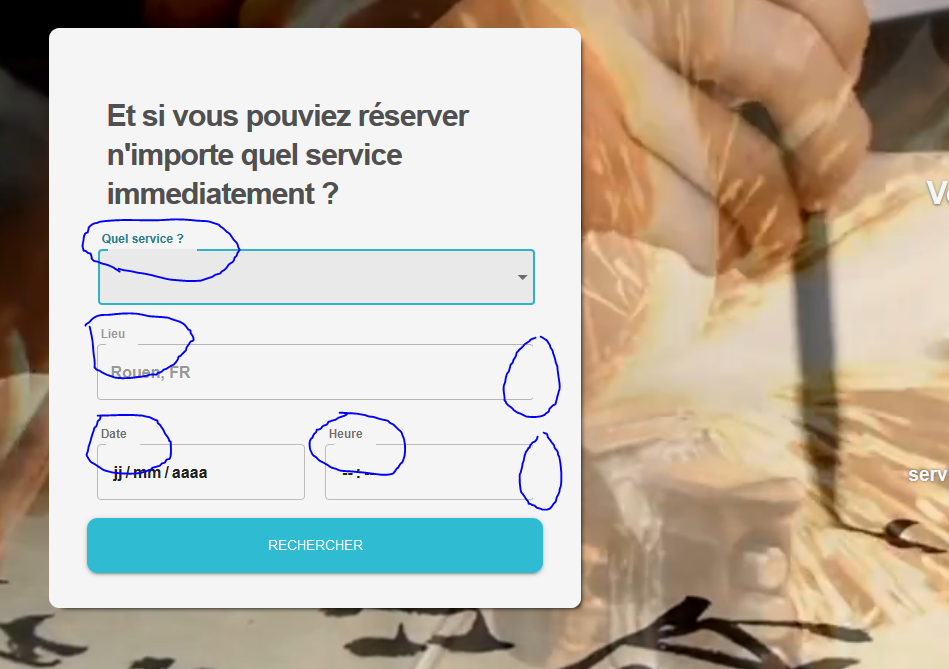 Et si vous pouviez réserver
n'importe quel service
immediatement ?
Quel service ?
Lieu
Rouen, FR
Date
Heure
jj / mm / aaaa
-- : --
RECHERCHER
serv